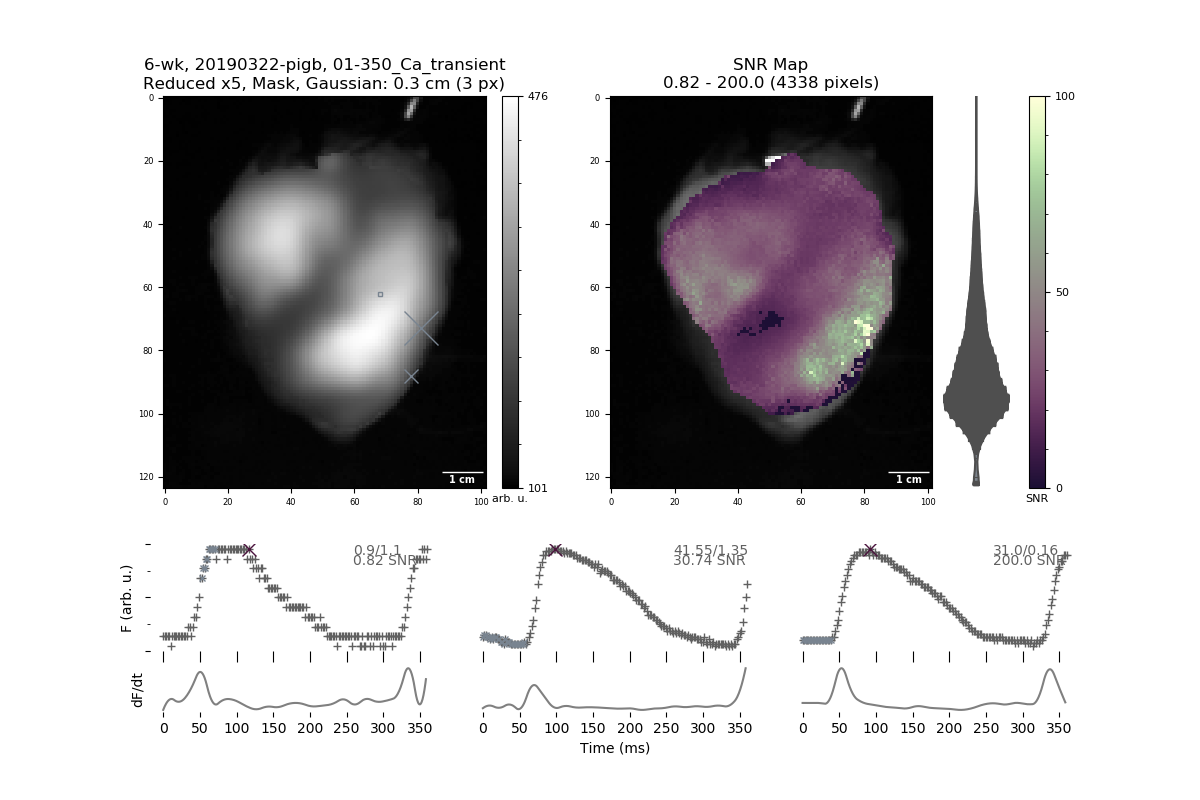 6-wk, 20190322-pigb, 01-350_Ca_transient
Reduced x5, Mask, Gaussian: 0.3 cm (3 px)
SNR Map
0.82 - 200.0 (4338 pixels)
0
20
40
60
80
100
120
0
20
40
60
80
100
1 cm
476
101
arb. u.
0
20
40
60
80
100
120
0
20
40
60
80
100
1 cm
100
50
0
SNR
F (arb. u.)
0.9/1.1
0.82 SNR
41.55/1.35
30.74 SNR
31.0/0.16
200.0 SNR
dF/dt
0 50 100 150 200 250 300 350
0 50 100 150 200 250 300 350
0 50 100 150 200 250 300 350
Time (ms)